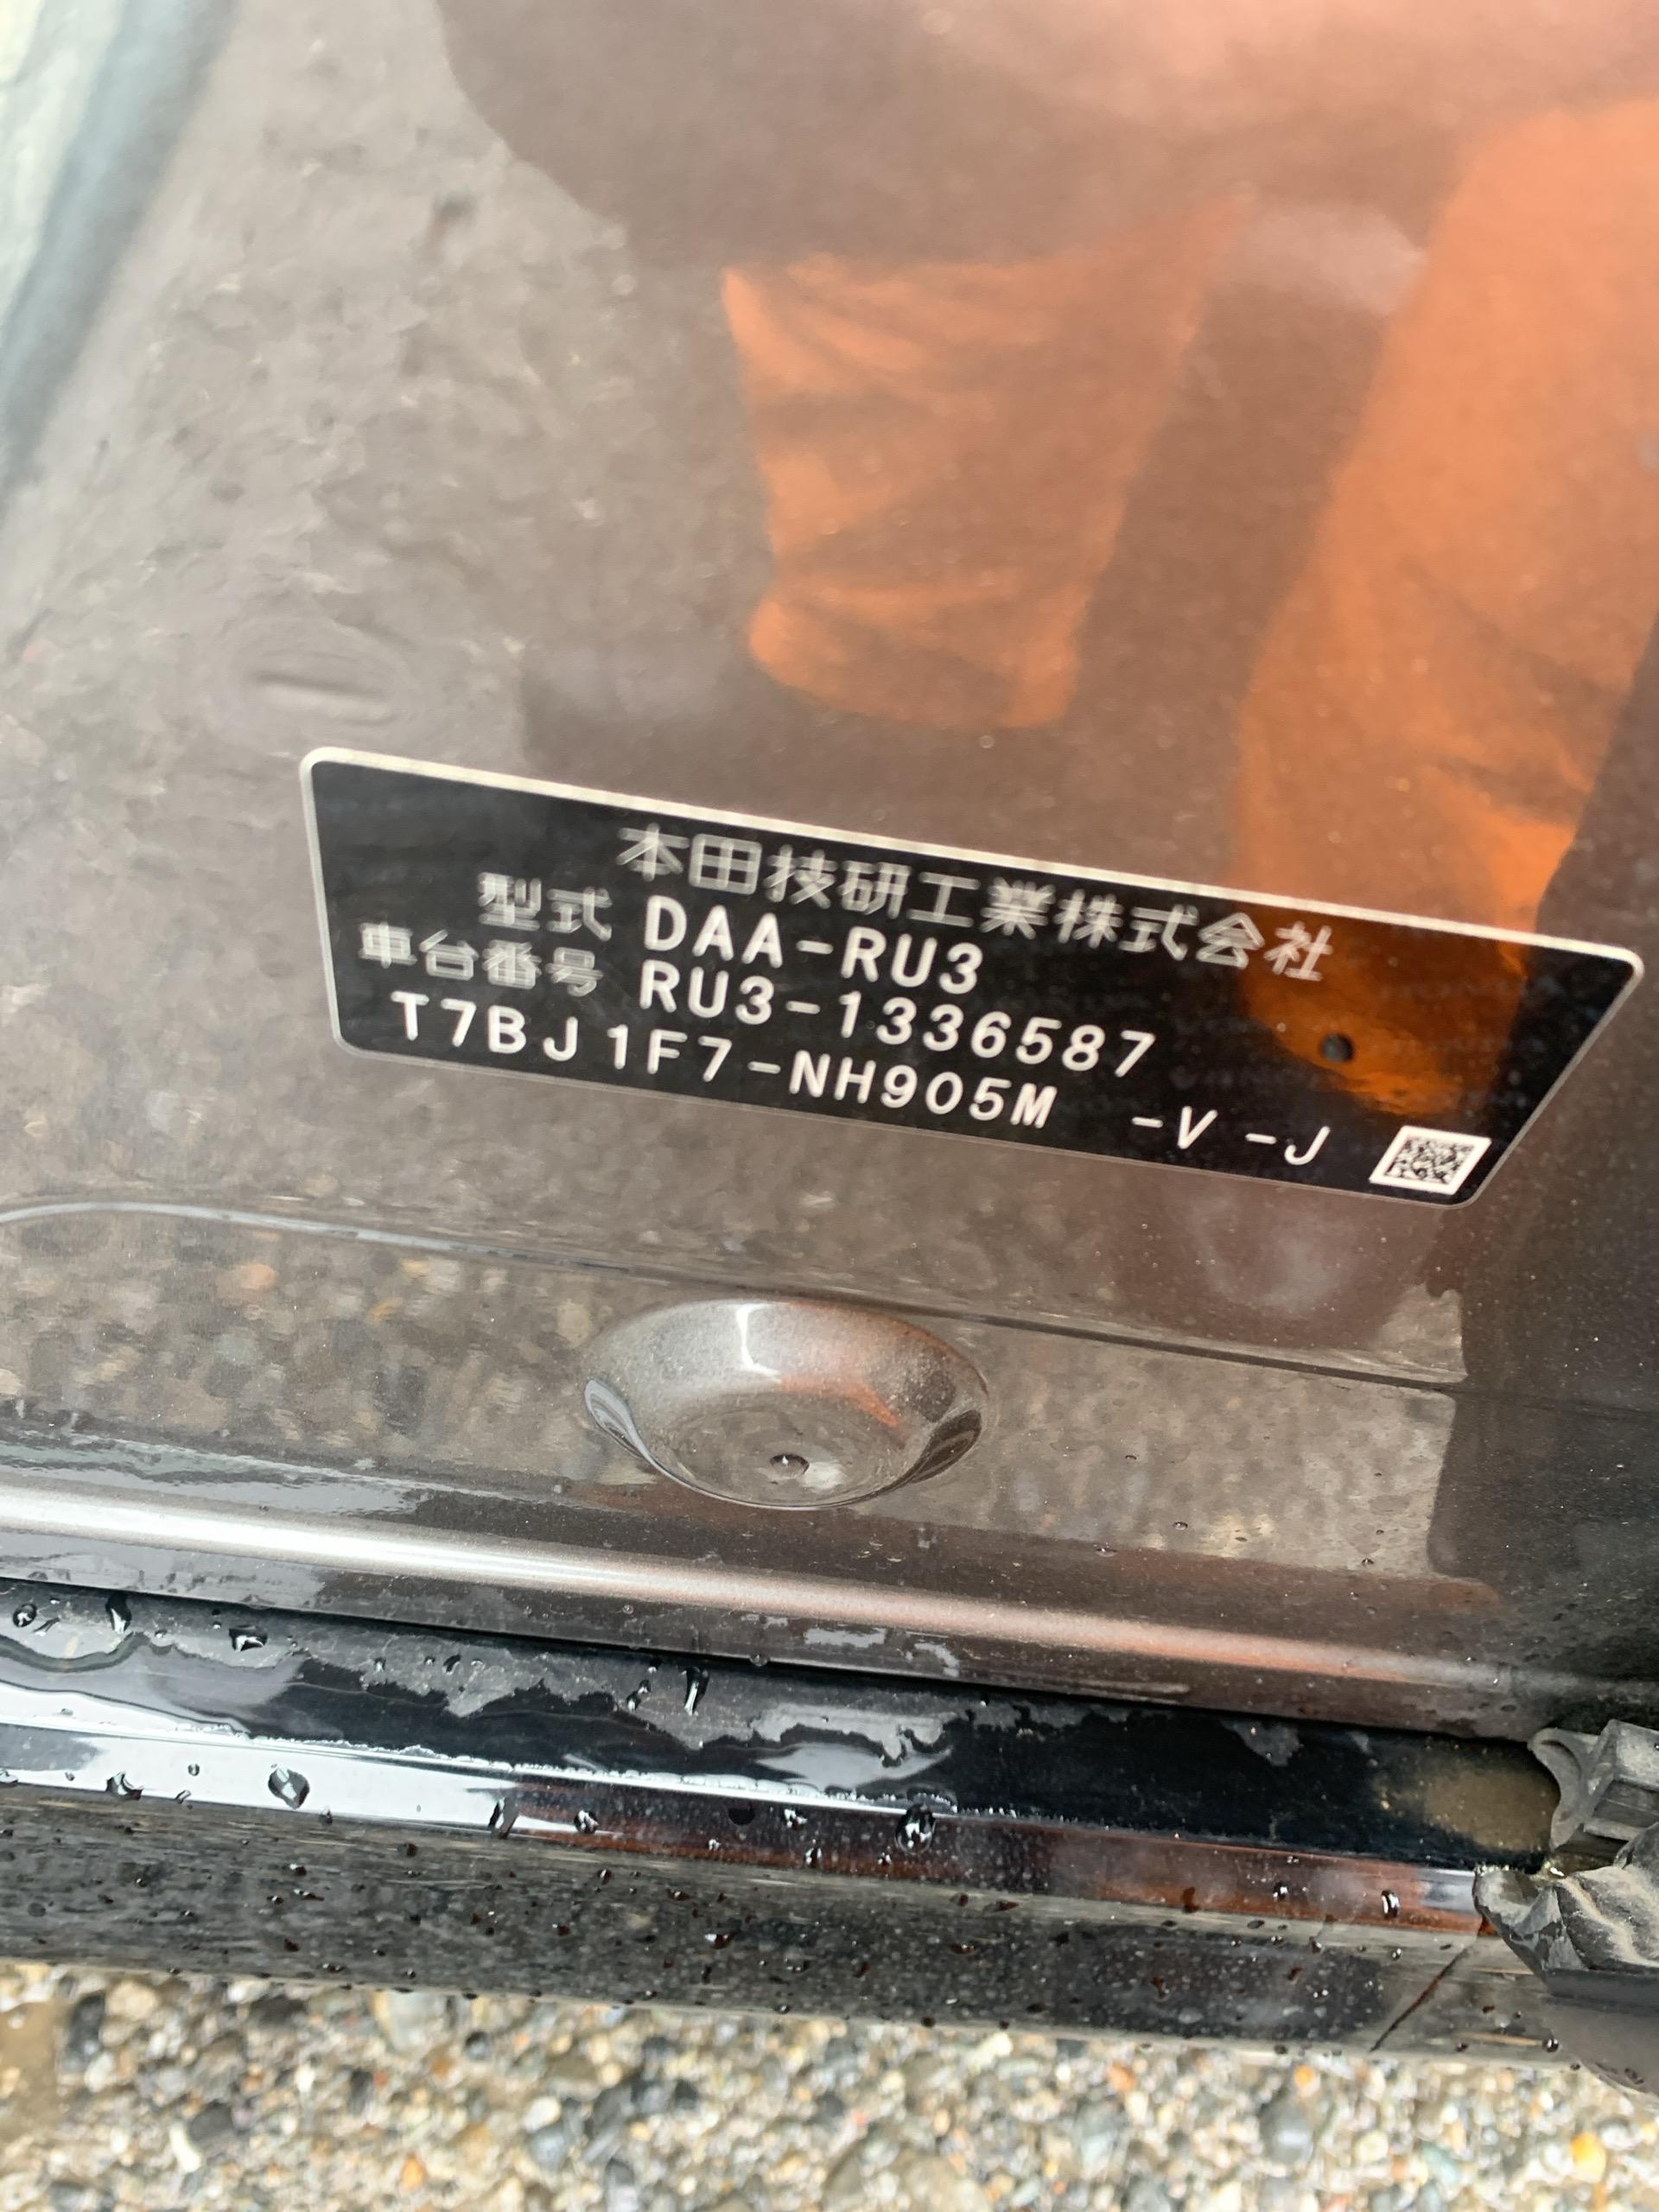 本田技研工業株式会社
型式 DAA-RU3
車台番号 RU3-1336587
T7BJ1F7-NH905M -V-J